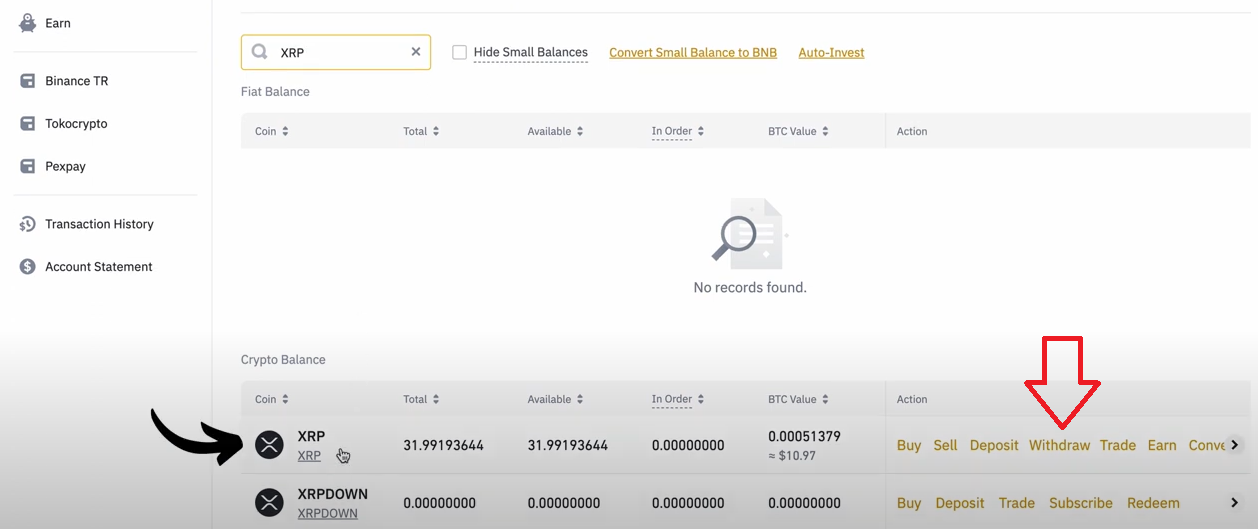 Earn
Binance TR
Tokocrypto
Pexpay
Transaction History
Account Statement
XRP
Hide Small Balances Convert Small Balance to BNB Auto-Invest
Fiat Balance
Coin Total Available In Order BTC Value Action
No records found.
Crypto Balance
Coin Total Available In Order BTC Value Action
XRP
XRP
31.99193644 31.99193644 0.00000000 0.00051379
≈ $10.97
Buy Sell Deposit Withdraw Trade Earn Conve
XRPDOWN
XRPDOWN
0.00000000 0.00000000 0.00000000 0.00000000 Buy Deposit Trade Subscribe Redeem